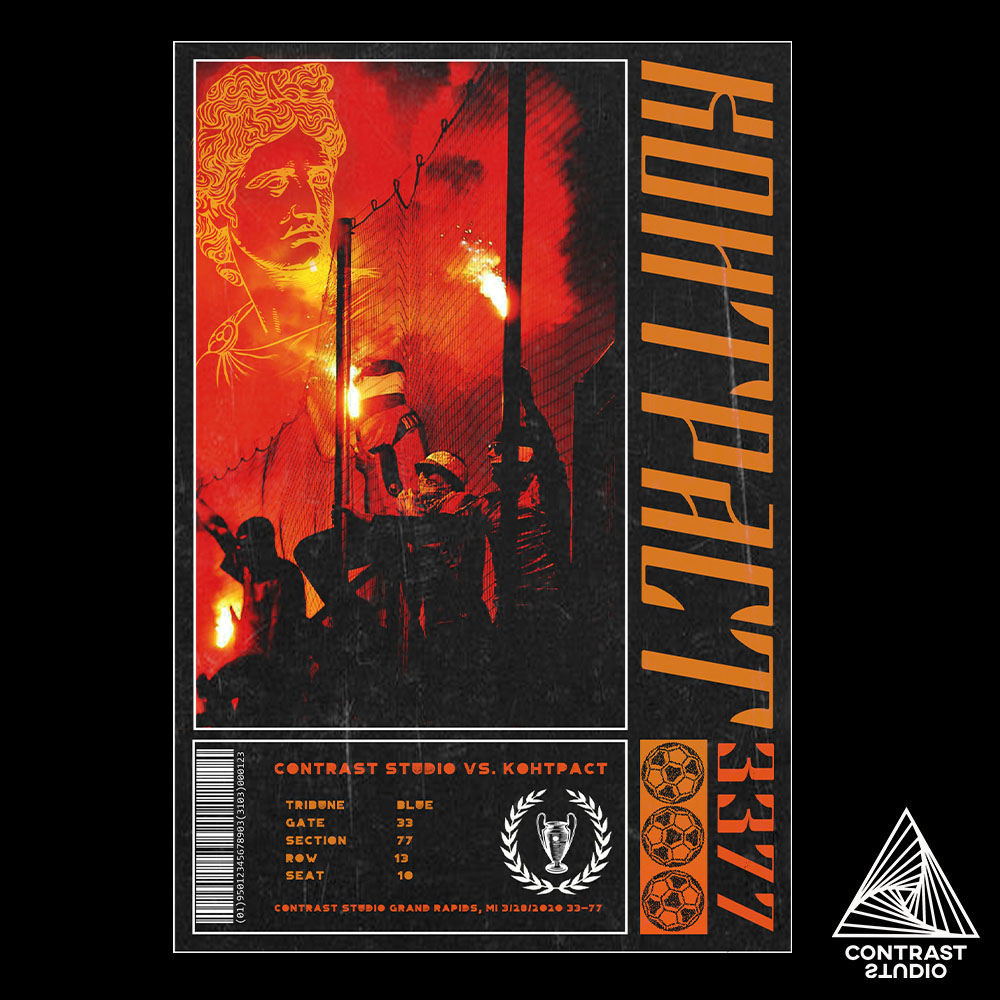 КОНТРАСТ
3377
(01)95012345678903(3103)000123
CONTRAST STUDIO VS. KOHTPACT
TRIBUNE BLUE
GATE 33
SECTION 77
ROW 13
SEAT 10
CONTRAST STUDIO GRAND RAPIDS, MI 3/28/2020 33-77
CONTRAST
STUDIO